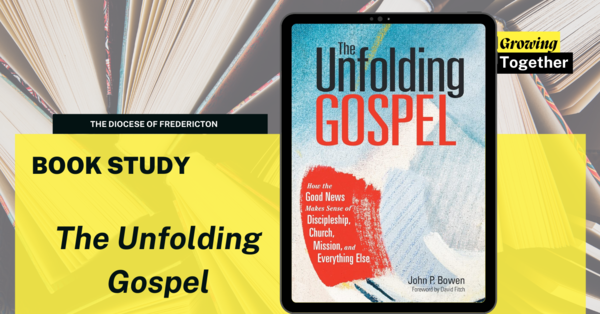 THE DIOCESE OF FREDERICTON
BOOK STUDY
The Unfolding
Gospel
The
Unfolding
GOSPEL
How the
Good News
Makes Sense of
Discipleship,
Church,
Mission, and
Everything Else
John P. Bowen
Foreword by David Fitch
Growing
Together